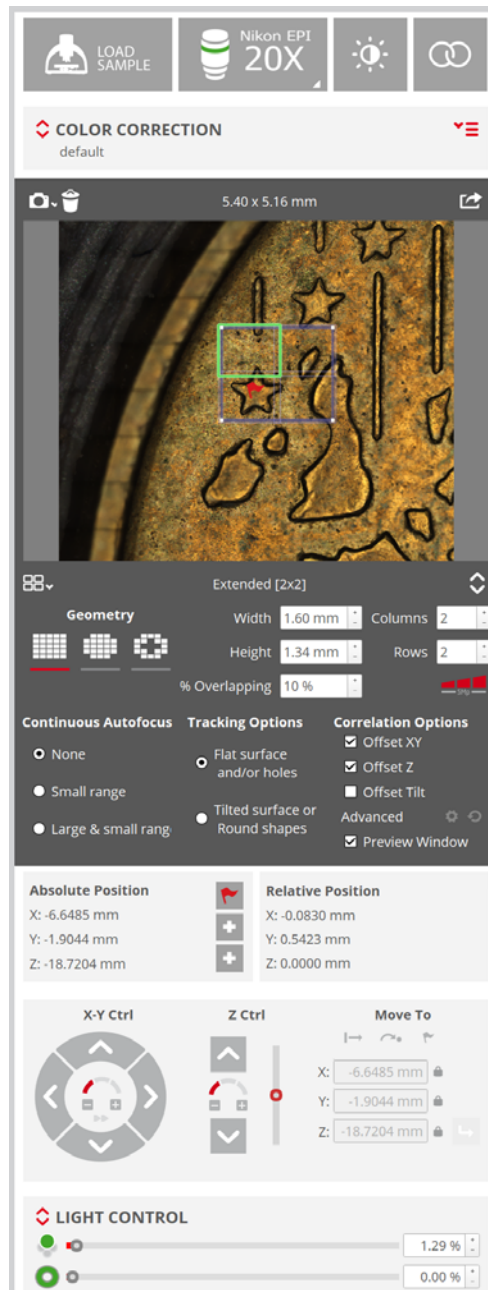 LOAD
SAMPLE
Nikon EPI
20X
COLOR CORRECTION
default
5.40 x 5.16 mm
Extended [2x2]
Geometry
Width 1.60 mm Columns 2
Height 1.34 mm Rows 2
% Overlapping 10 %
Continuous Autofocus Tracking Options Correlation Options
None
Small range
Large & small rang
Flat surface
and/or holes
Tilted surface or
Round shapes
Offset XY
Offset Z
Offset Tilt
Advanced
Preview Window
Absolute Position
X: -6.6485 mm
Y: -1.9044 mm
Z: -18.7204 mm
Relative Position
X: -0.0830 mm
Y: 0.5423 mm
Z: 0.0000 mm
X-Y Ctrl Z Ctrl Move To
X: -6.6485 mm
Y: -1.9044 mm
Z: -18.7204 mm
LIGHT CONTROL
1.29 %
0.00 %